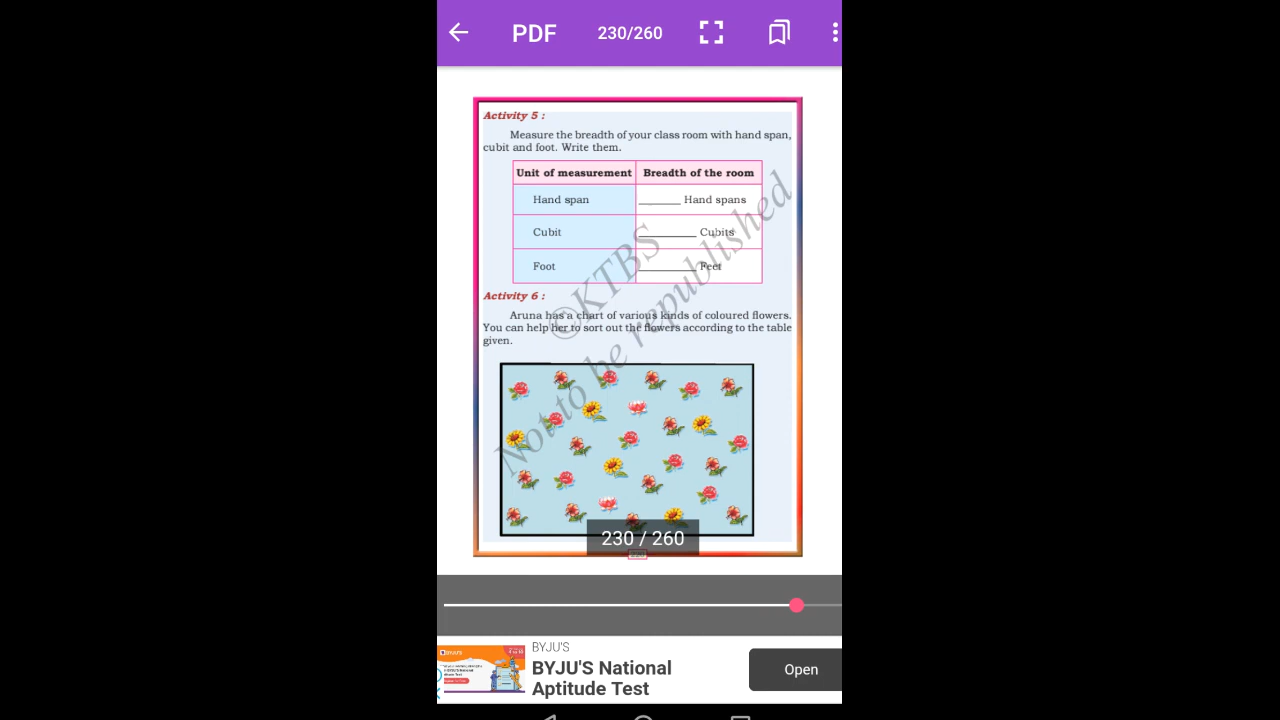 PDF
230/260
Activity 5 :
Measure the breadth of your class room with hand span,
cubit and foot. Write them.
Unit of measurement Breadth of the room
Hand span _______ Hand spans
Cubit __________ Cubits
Foot __________ Feet
©KTBS
Not to be republished
Activity 6 :
Aruna has a chart of various kinds of coloured flowers.
You can help her to sort out the flowers according to the table
given.
230 / 260
BYJU'S
BYJU'S National
Aptitude Test
Open